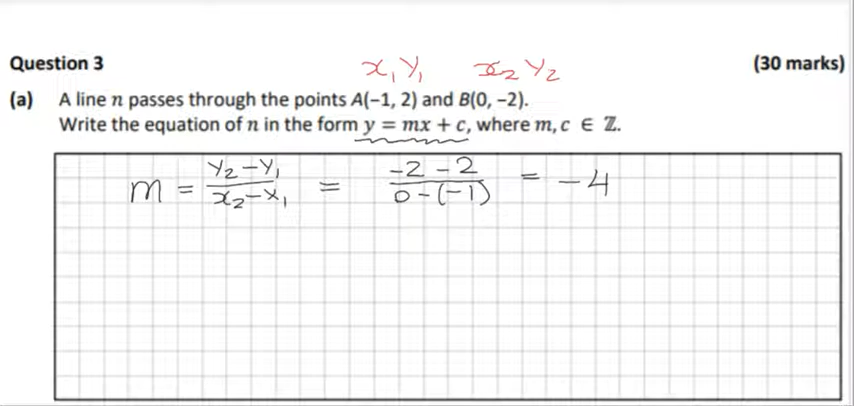 Question 3 x₁ y₁ x₂ y₂ (30 marks)
(a) A line n passes through the points A(−1, 2) and B(0, −2).
Write the equation of n in the form y = mx + c, where m, c ∈ ℤ.
m = (y₂ − y₁)/(x₂ − x₁) = (-2 - 2)/(0 - (-1)) = -4